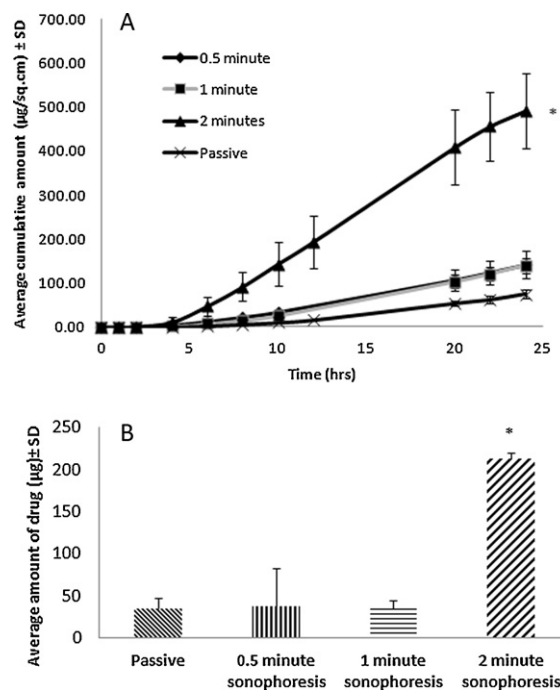 A
Average cumulative amount (µg/sq.cm) ± SD
700.00
600.00
500.00
400.00
300.00
200.00
100.00
0.00
0.5 minute
1 minute
2 minutes
Passive
*
0
5
10
15
20
25
Time (hrs)
B
Average amount of drug (µg)±SD
250
200
150
100
50
0
*
Passive
0.5 minute sonophoresis
1 minute sonophoresis
2 minute sonophoresis